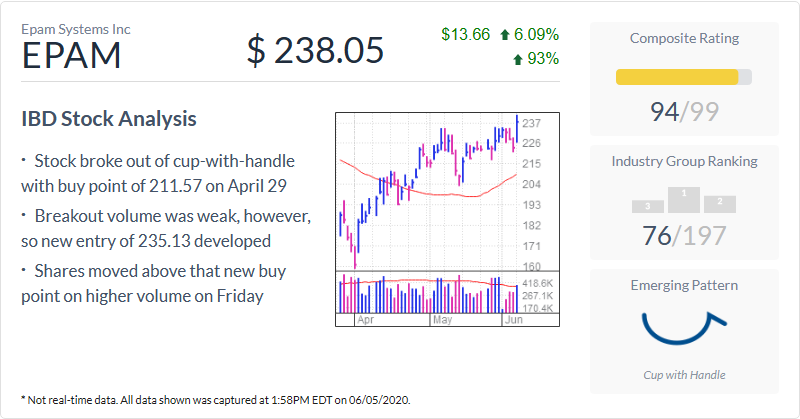 Epam Systems Inc
EPAM
$ 238.05
$13.66 6.09%
93%
IBD Stock Analysis
· Stock broke out of cup-with-handle
with buy point of 211.57 on April 29
· Breakout volume was weak, however,
so new entry of 235.13 developed
· Shares moved above that new buy
point on higher volume on Friday
237
226
215
204
193
182
171
160
418.6K
267.1K
170.4K
Apr May Jun
Composite Rating
94/99
Industry Group Ranking
3 1 2
76/197
Emerging Pattern
Cup with Handle
* Not real-time data. All data shown was captured at 1:58PM EDT on 06/05/2020.